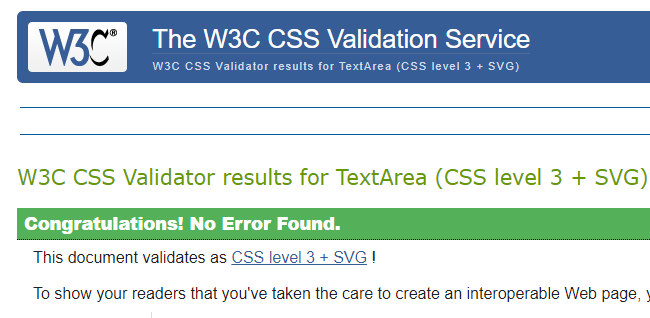 W3C®
The W3C CSS Validation Service
W3C CSS Validator results for TextArea (CSS level 3 + SVG)
W3C CSS Validator results for TextArea (CSS level 3 + SVG)
Congratulations! No Error Found.
This document validates as CSS level 3 + SVG !
To show your readers that you've taken the care to create an interoperable Web page,